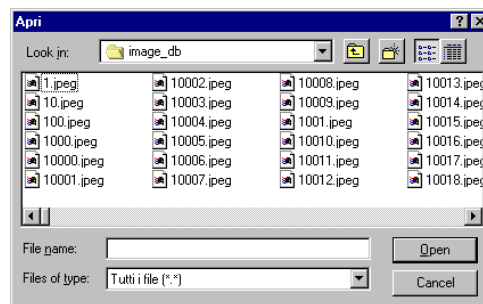 Apri
Look in: image_db
1.jpeg 10002.jpeg 10008.jpeg 10013.jpeg
10.jpeg 10003.jpeg 10009.jpeg 10014.jpeg
100.jpeg 10004.jpeg 1001.jpeg 10015.jpeg
1000.jpeg 10005.jpeg 10010.jpeg 10016.jpeg
10000.jpeg 10006.jpeg 10011.jpeg 10017.jpeg
10001.jpeg 10007.jpeg 10012.jpeg 10018.jpeg
File name: Open
Files of type: Tutti i file (*.*) Cancel